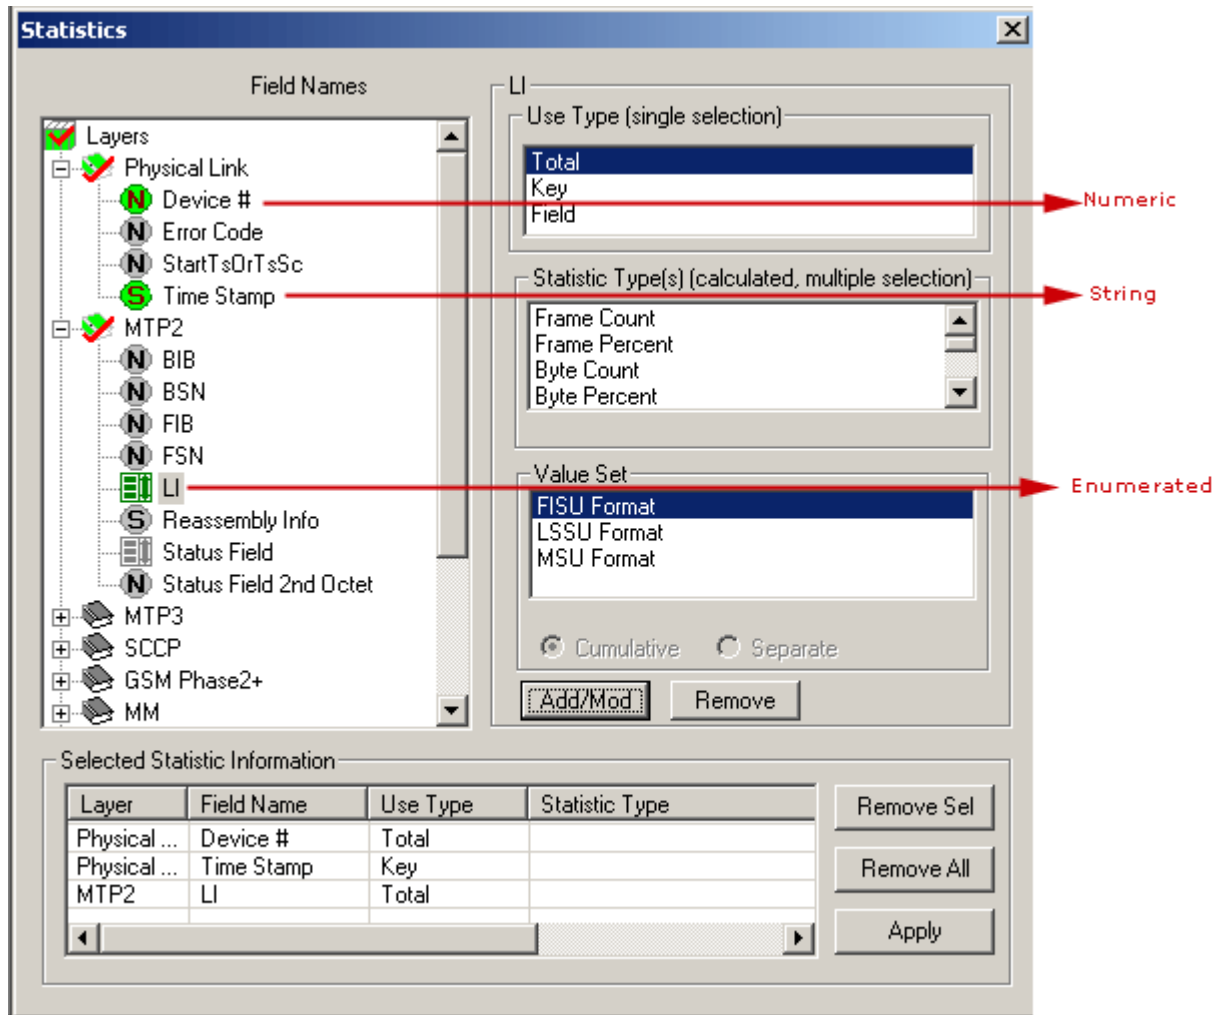 Statistics
Field Names
Layers
Physical Link
N Device #
N Error Code
N StartTsOrTsSc
S Time Stamp
MTP2
N BIB
N BSN
N FIB
N FSN
LI
S Reassembly Info
Status Field
N Status Field 2nd Octet
MTP3
SCCP
GSM Phase2+
MM
LI
Use Type (single selection)
Total
Key
Field
Statistic Type(s) (calculated, multiple selection)
Frame Count
Frame Percent
Byte Count
Byte Percent
Value Set
FISU Format
LSSU Format
MSU Format
Cumulative Separate
Add/Mod Remove
Numeric
String
Enumerated
Selected Statistic Information
Layer Field Name Use Type Statistic Type
Physical ... Device # Total
Physical ... Time Stamp Key
MTP2 LI Total
Remove Sel
Remove All
Apply